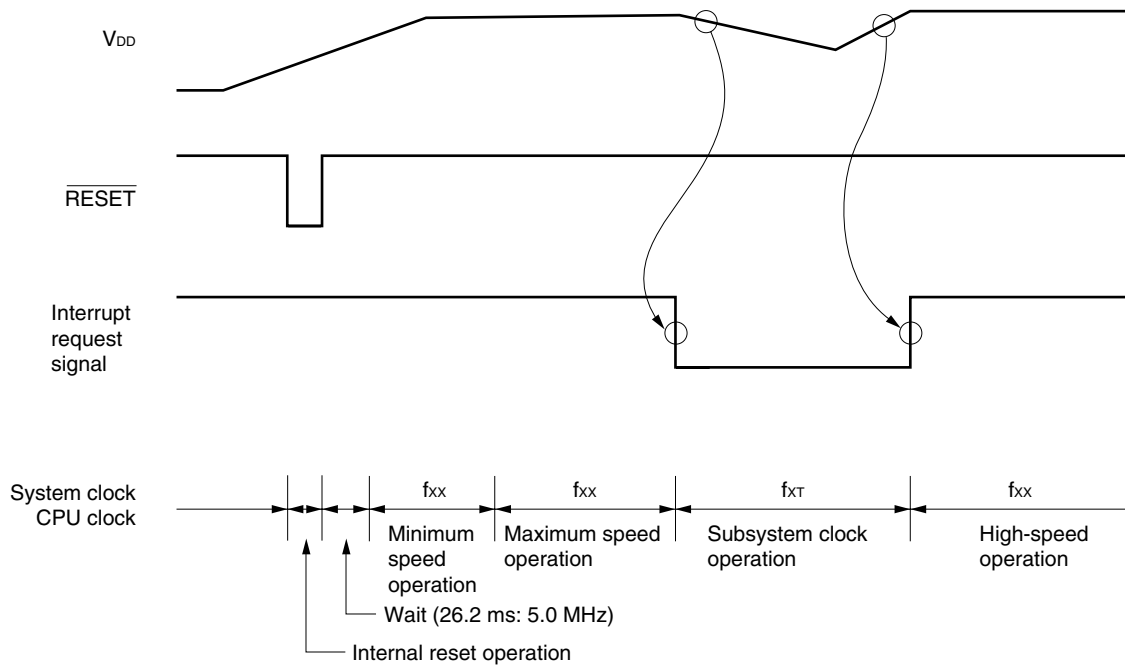 VDD
RESET
Interrupt
request
signal
System clock
CPU clock
fXX
fXX
fXT
fXX
Minimum
speed
operation
Maximum speed
operation
Subsystem clock
operation
High-speed
operation
Wait (26.2 ms: 5.0 MHz)
Internal reset operation